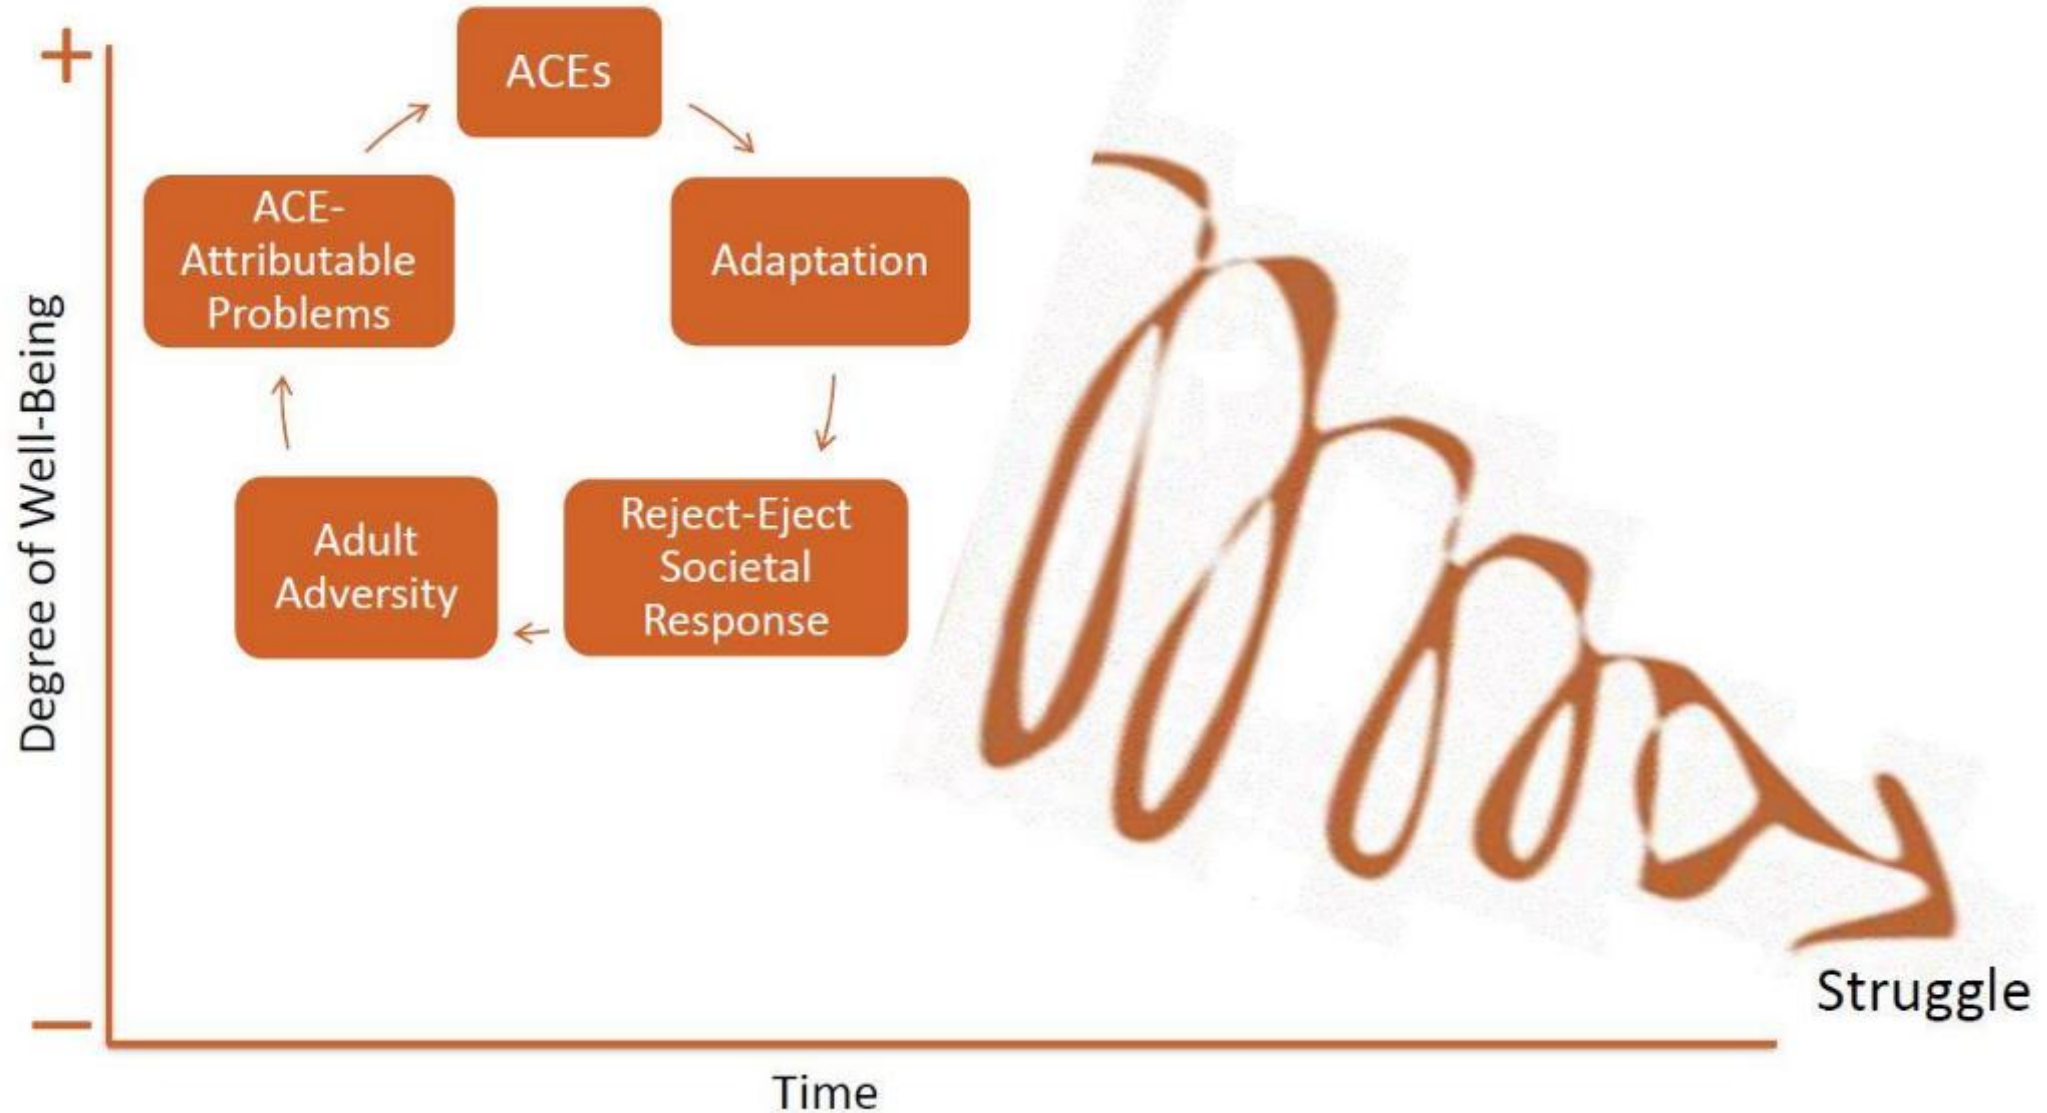 +
ACEs
ACE-
Attributable
Problems
Adaptation
Adult
Adversity
Reject-Eject
Societal
Response
Degree of Well-Being
–
Struggle
Time